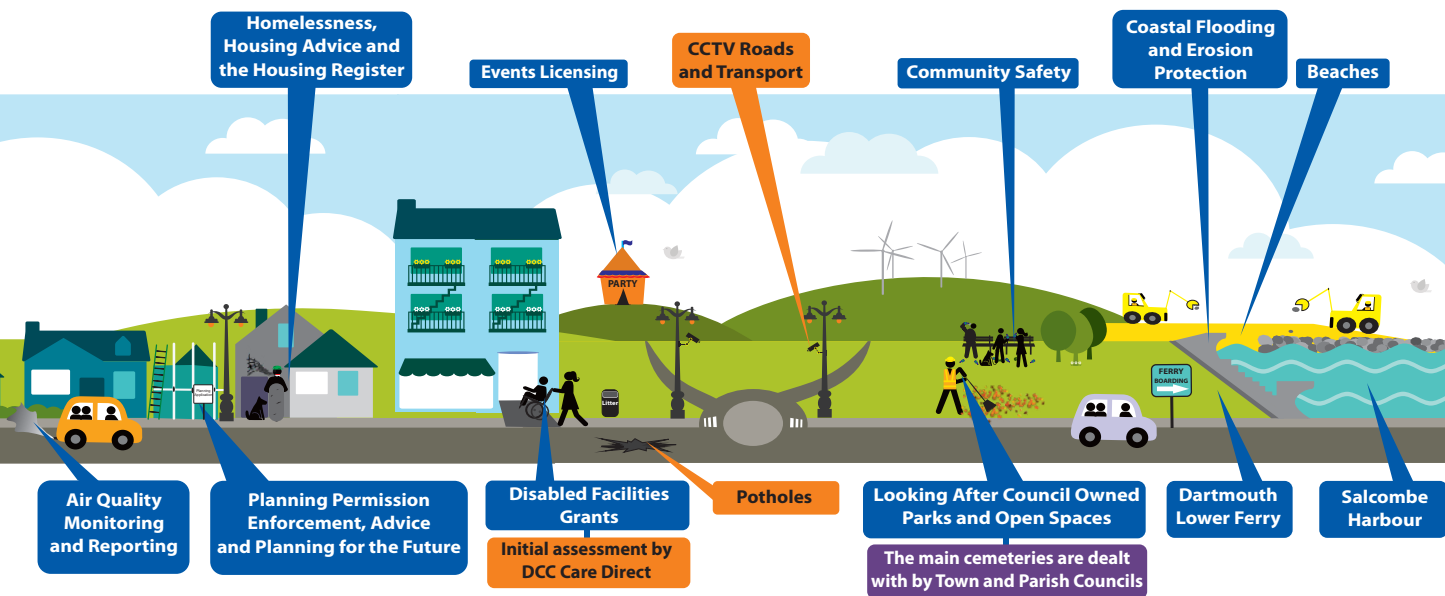 Homelessness,
Housing Advice and
the Housing Register
Events Licensing
CCTV Roads
and Transport
Community Safety
Coastal Flooding
and Erosion
Protection
Beaches
PARTY
Planning
Application
Litter
FERRY
BOARDING
Air Quality
Monitoring
and Reporting
Planning Permission
Enforcement, Advice
and Planning for the Future
Disabled Facilities
Grants
Initial assessment by
DCC Care Direct
Potholes
Looking After Council Owned
Parks and Open Spaces
The main cemeteries are dealt
with by Town and Parish Councils
Dartmouth
Lower Ferry
Salcombe
Harbour